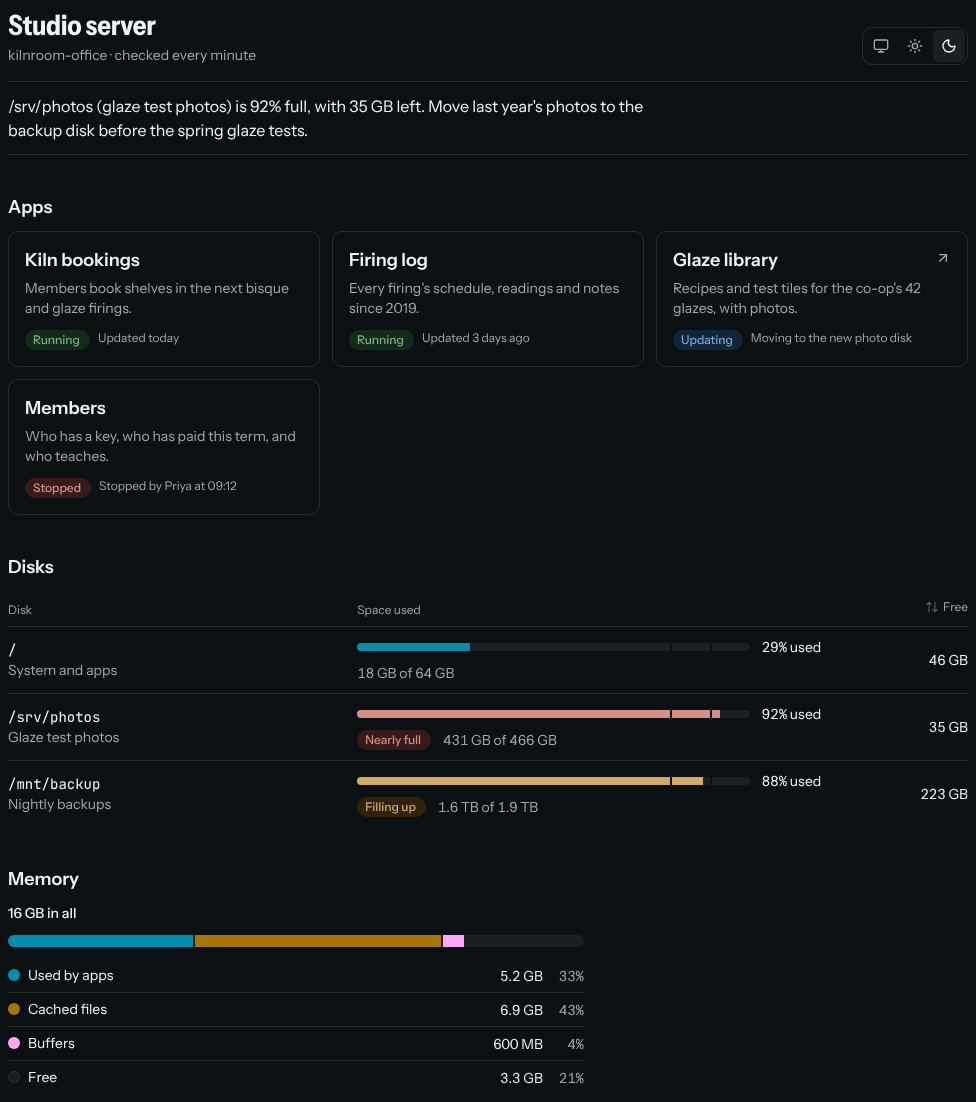 Studio server
kilnroom-office · checked every minute
/srv/photos (glaze test photos) is 92% full, with 35 GB left. Move last year's photos to the
backup disk before the spring glaze tests.
Apps
Kiln bookings
Members book shelves in the next bisque
and glaze firings.
Running Updated today
Firing log
Every firing's schedule, readings and notes
since 2019.
Running Updated 3 days ago
Glaze library
Recipes and test tiles for the co-op's 42
glazes, with photos.
Updating Moving to the new photo disk
Members
Who has a key, who has paid this term, and
who teaches.
Stopped Stopped by Priya at 09:12
Disks
Disk Space used Free
/ 29% used
System and apps 18 GB of 64 GB 46 GB
/srv/photos 92% used
Glaze test photos Nearly full 431 GB of 466 GB 35 GB
/mnt/backup 88% used
Nightly backups Filling up 1.6 TB of 1.9 TB 223 GB
Memory
16 GB in all
Used by apps 5.2 GB 33%
Cached files 6.9 GB 43%
Buffers 600 MB 4%
Free 3.3 GB 21%